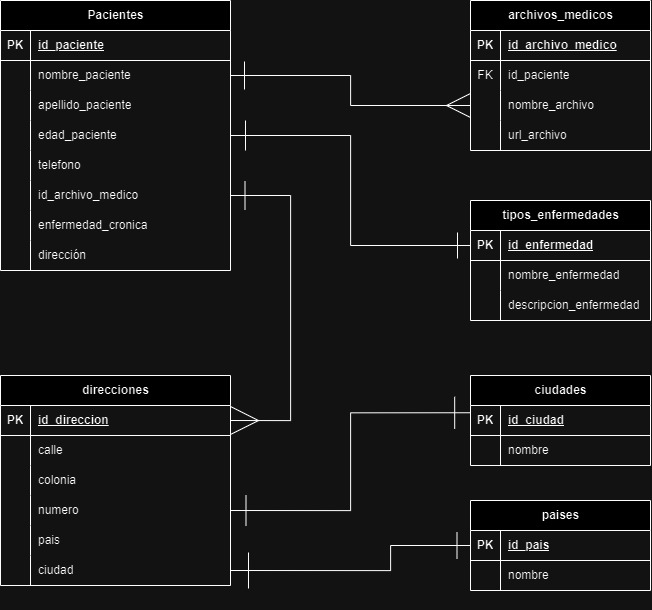 Pacientes
PK id_paciente
nombre_paciente
apellido_paciente
edad_paciente
telefono
id_archivo_medico
enfermedad_cronica
dirección
archivos_medicos
PK id_archivo_medico
FK id_paciente
nombre_archivo
url_archivo
tipos_enfermedades
PK id_enfermedad
nombre_enfermedad
descripcion_enfermedad
direcciones
PK id_direccion
calle
colonia
numero
pais
ciudad
ciudades
PK id_ciudad
nombre
paises
PK id_pais
nombre